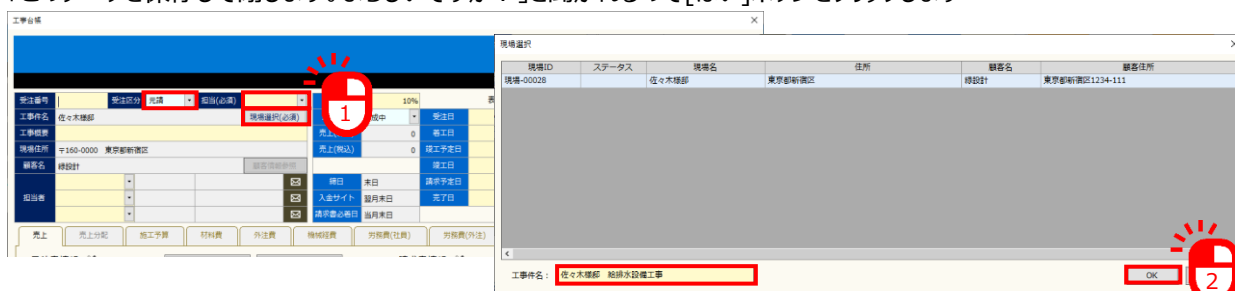 工事台帳
受注番号 受注区分 元請 担当(必須) 10%
工事件名 佐々木様邸 現場選択(必須) 成中 受注日
工事概要 0 着工日
現場住所 〒160-0000 東京都新宿区 売上(税込) 0 竣工予定日
顧客名 緑設計 顧客情報参照 竣工日
締日 末日 請求予定日
担当者 入金サイト 翌月末日 完了日
請求書必着日 当月末日
売上 売上分配 施工予算 材料費 外注費 機械経費 労務費(社員) 労務費(外注)
1
現場選択
現場ID ステータス 現場名 住所 顧客名 顧客住所
現場-00028 佐々木様邸 東京都新宿区 緑設計 東京都新宿区1234-111
工事件名： 佐々木様邸 給排水設備工事 OK
2